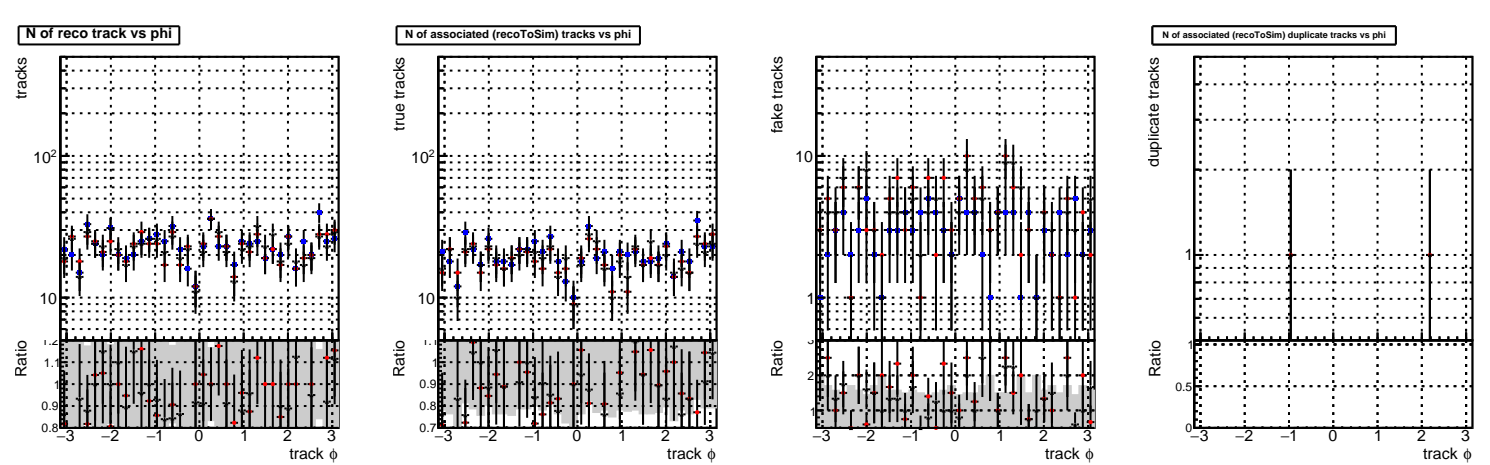 N of reco track vs phi
tracks
10²
10
Ratio
1.2
1.1
1
0.9
0.8
−3 −2 −1 0 1 2 3
track ϕ
N of associated (recoToSim) tracks vs phi
true tracks
10²
10
Ratio
1.1
1
0.9
0.8
0.7
−3 −2 −1 0 1 2 3
track ϕ
fake tracks
10
1
Ratio
3
2
1
−3 −2 −1 0 1 2 3
track ϕ
N of associated (recoToSim) duplicate tracks vs phi
duplicate tracks
1
Ratio
1
0.5
0
−3 −2 −1 0 1 2 3
track ϕ